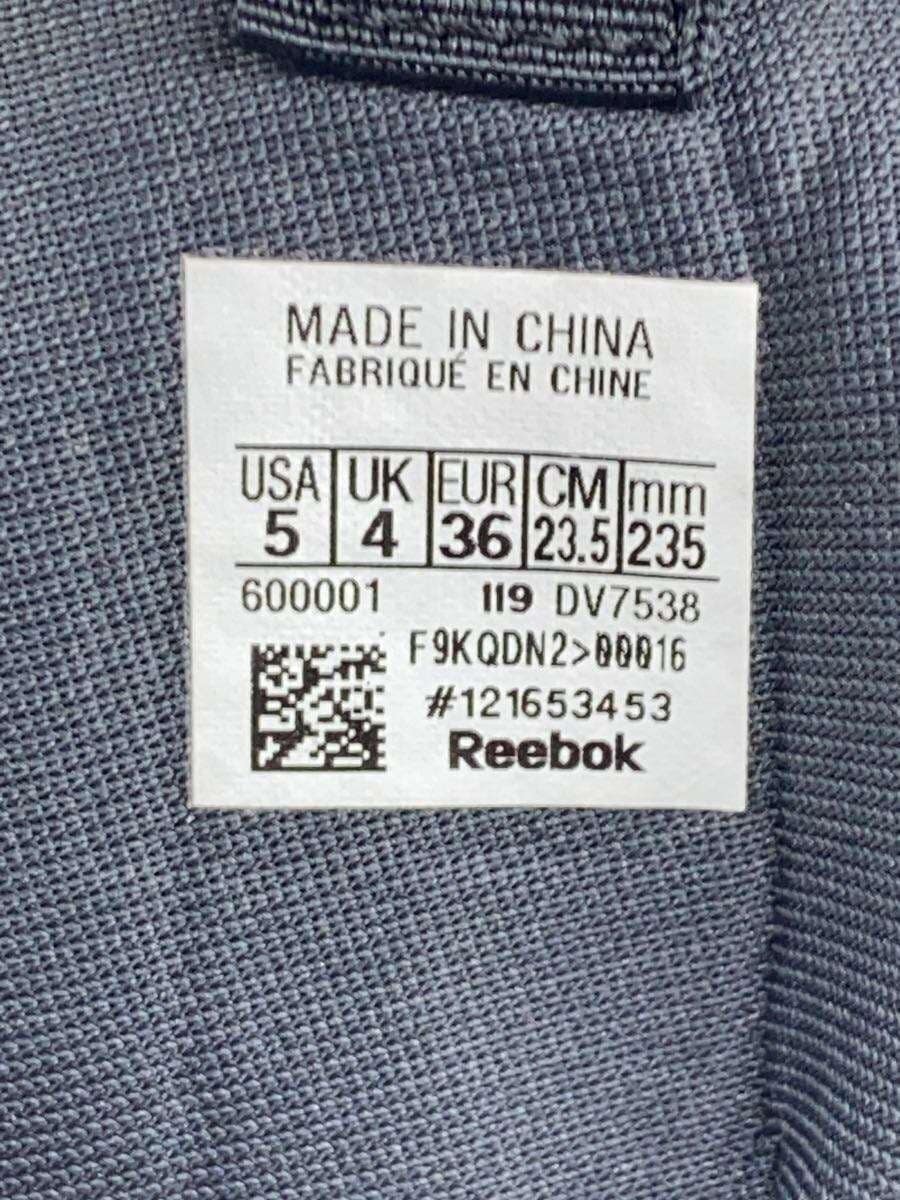 MADE IN CHINA
FABRIQUÉ EN CHINE
USA UK EUR CM mm
5 4 36 23.5 235
600001 119 DV7538
F9KQDN2>00016
#121653453
Reebok